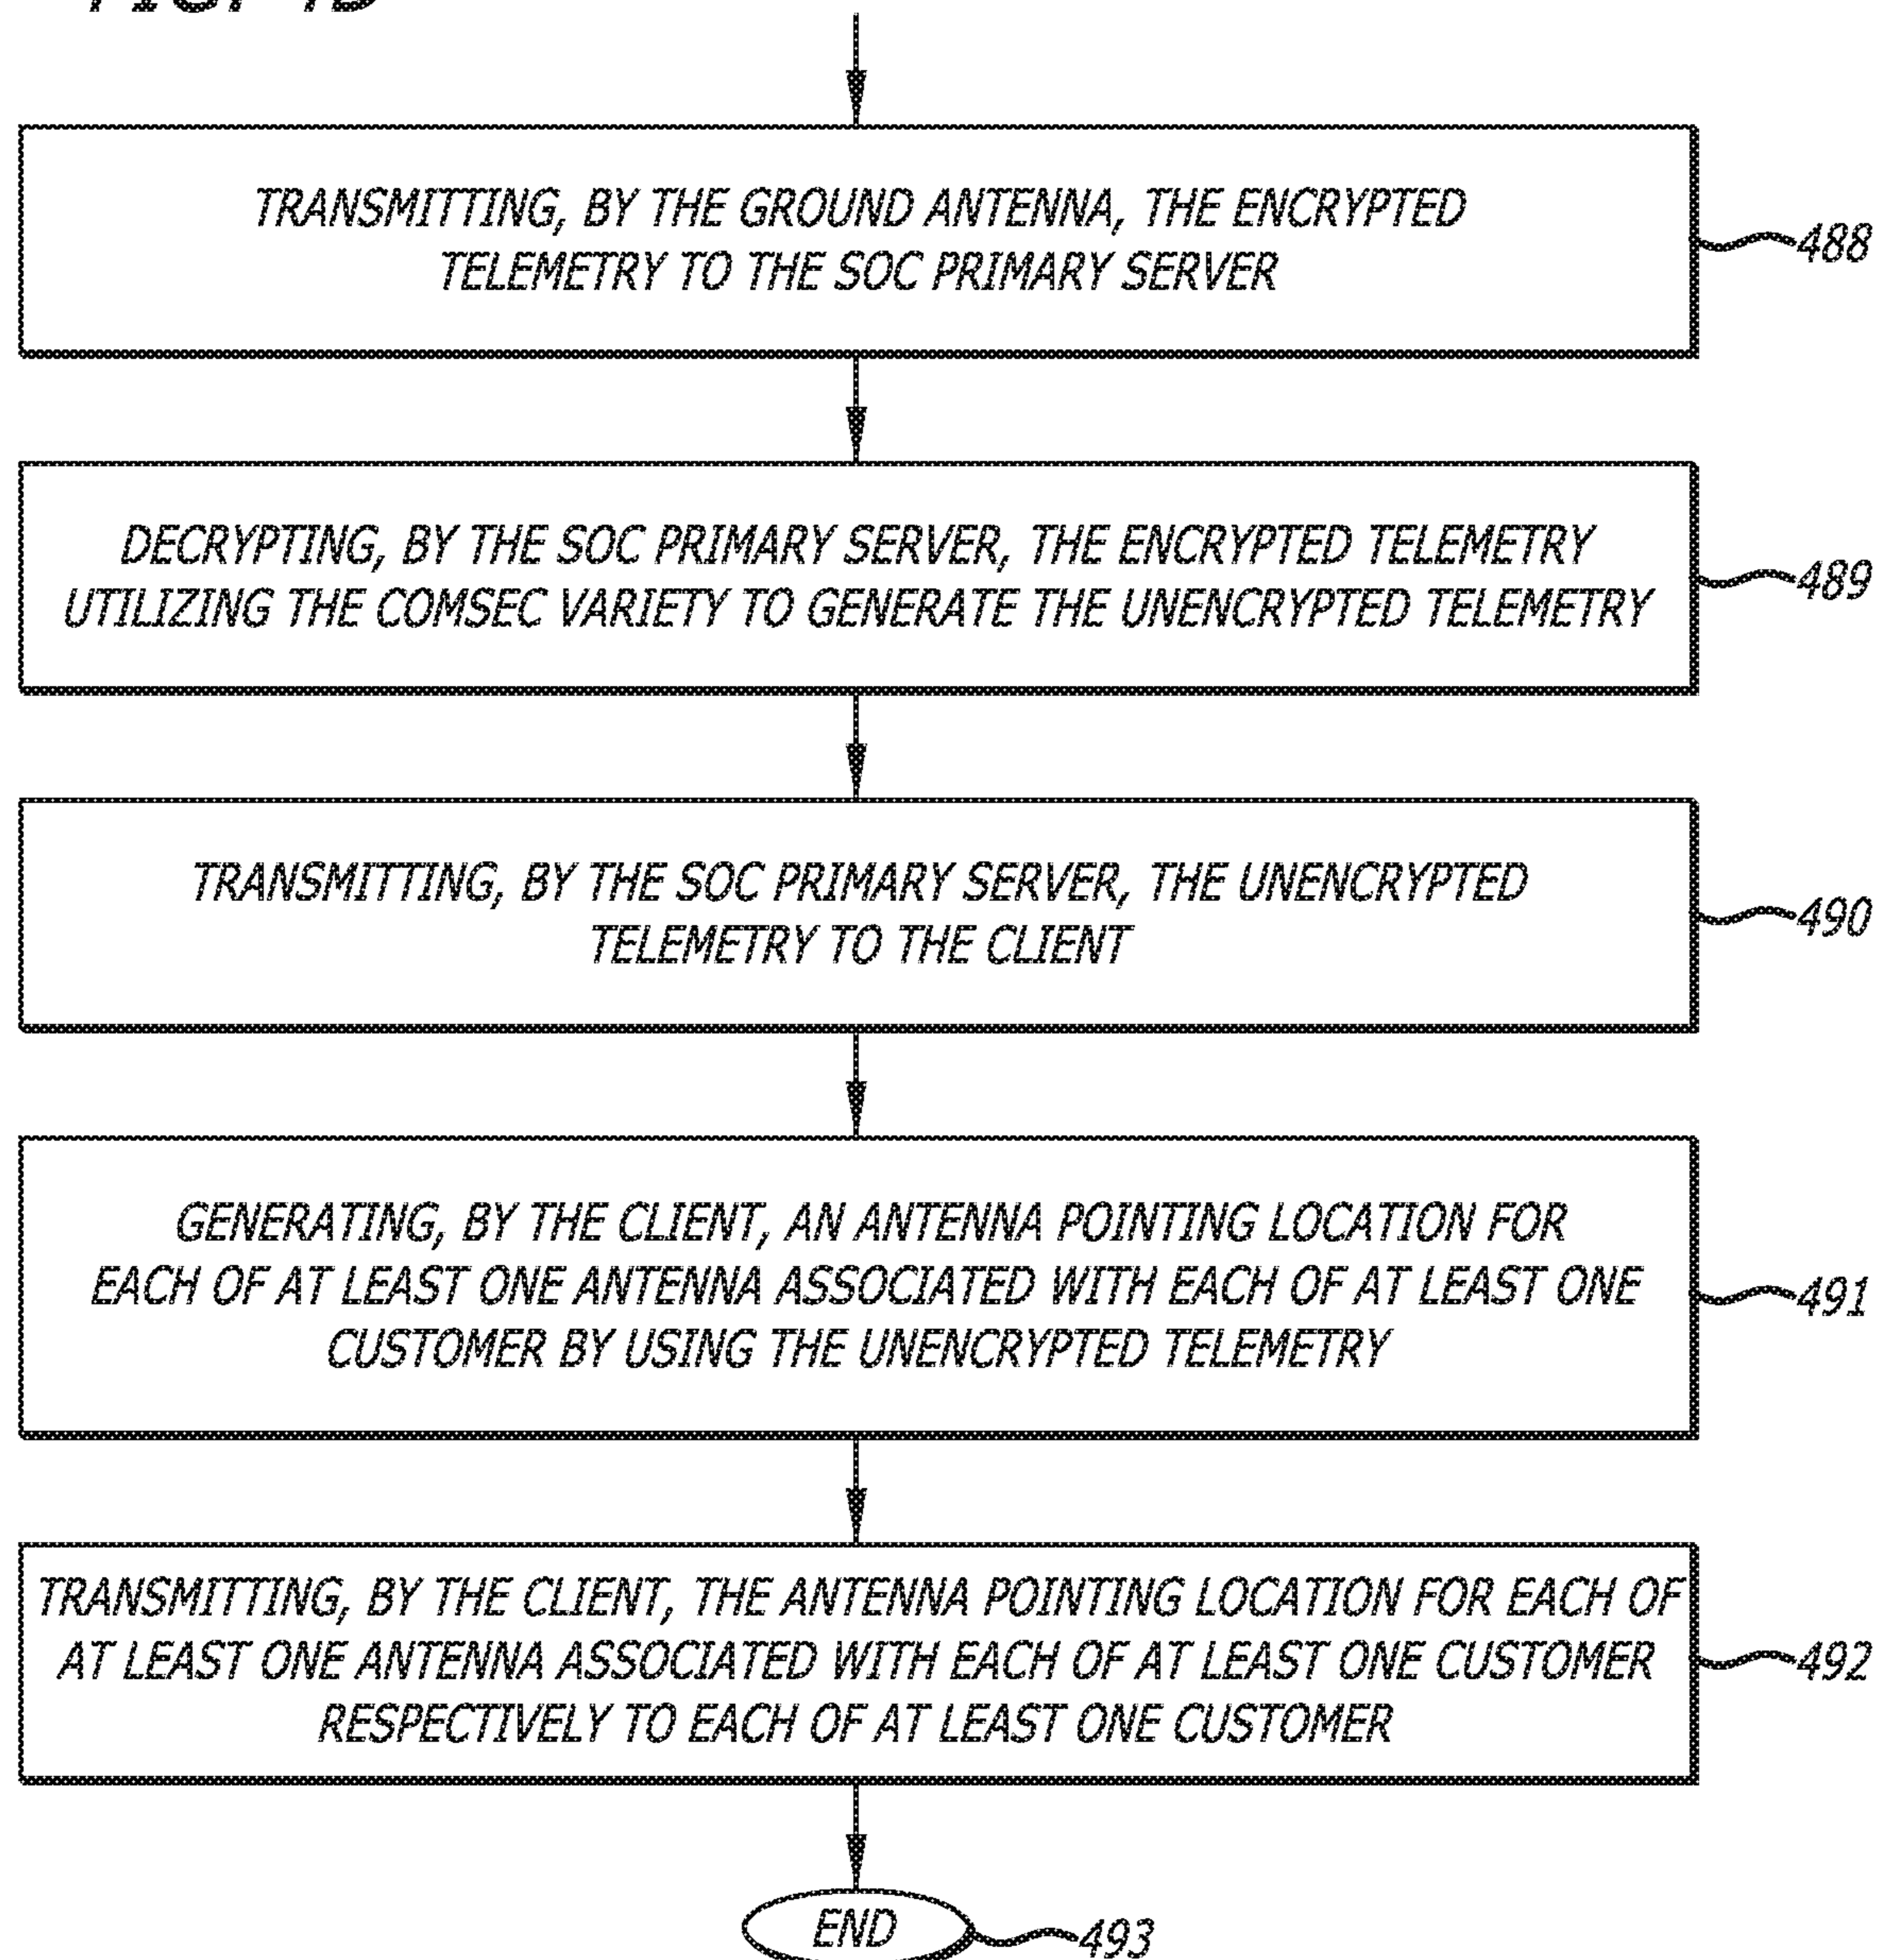 TRANSMITTING, BY THE GROUND ANTENNA, THE ENCRYPTED
TELEMETRY TO THE SOC PRIMARY SERVER
488
DECRYPTING, BY THE SOC PRIMARY SERVER, THE ENCRYPTED TELEMETRY
UTILIZING THE COMSEC VARIETY TO GENERATE THE UNENCRYPTED TELEMETRY
489
TRANSMITTING, BY THE SOC PRIMARY SERVER, THE UNENCRYPTED
TELEMETRY TO THE CLIENT
490
GENERATING, BY THE CLIENT, AN ANTENNA POINTING LOCATION FOR
EACH OF AT LEAST ONE ANTENNA ASSOCIATED WITH EACH OF AT LEAST ONE
CUSTOMER BY USING THE UNENCRYPTED TELEMETRY
491
TRANSMITTING, BY THE CLIENT, THE ANTENNA POINTING LOCATION FOR EACH OF
AT LEAST ONE ANTENNA ASSOCIATED WITH EACH OF AT LEAST ONE CUSTOMER
RESPECTIVELY TO EACH OF AT LEAST ONE CUSTOMER
492
END
493